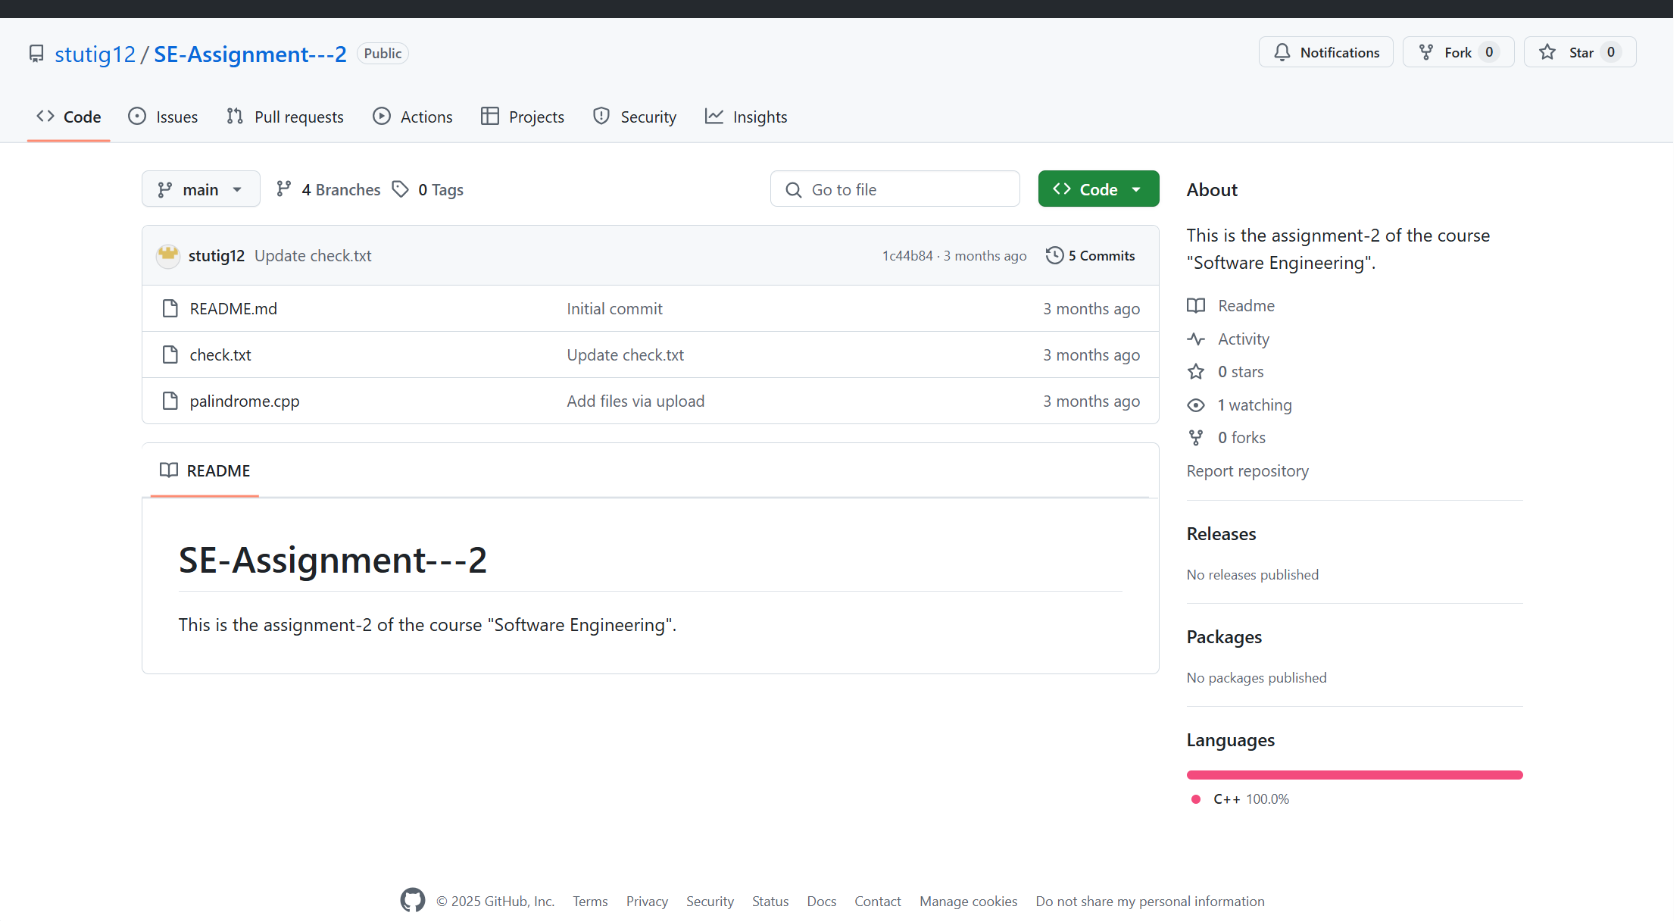 stutig12 / SE-Assignment---2 Public
Notifications Fork 0 Star 0
Code Issues Pull requests Actions Projects Security Insights
main 4 Branches 0 Tags Go to file Code
stutig12 Update check.txt 1c44b84 · 3 months ago 5 Commits
README.md Initial commit 3 months ago
check.txt Update check.txt 3 months ago
palindrome.cpp Add files via upload 3 months ago
README
SE-Assignment---2
This is the assignment-2 of the course "Software Engineering".
About
This is the assignment-2 of the course
"Software Engineering".
Readme
Activity
0 stars
1 watching
0 forks
Report repository
Releases
No releases published
Packages
No packages published
Languages
C++ 100.0%
© 2025 GitHub, Inc. Terms Privacy Security Status Docs Contact Manage cookies Do not share my personal information